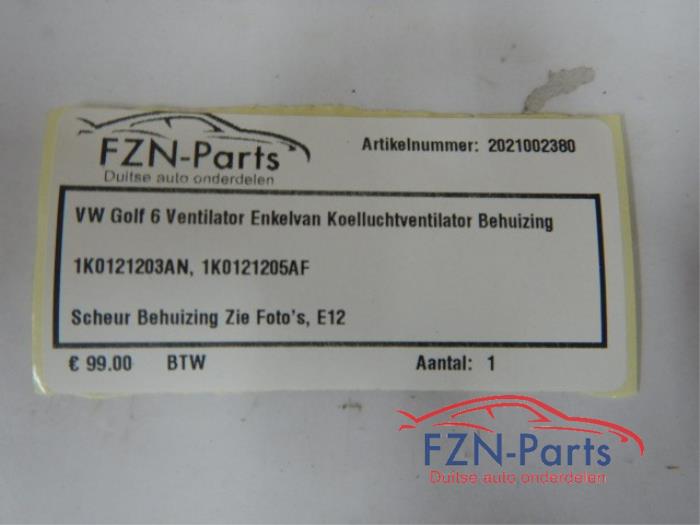 FZN-Parts
Duitse auto onderdelen
Artikelnummer: 2021002380
VW Golf 6 Ventilator Enkelvan Koelluchtventilator Behuizing
1K0121203AN, 1K0121205AF
Scheur Behuizing Zie Foto's, E12
€ 99.00 BTW Aantal: 1
FZN-Parts
Duitse auto onderdelen